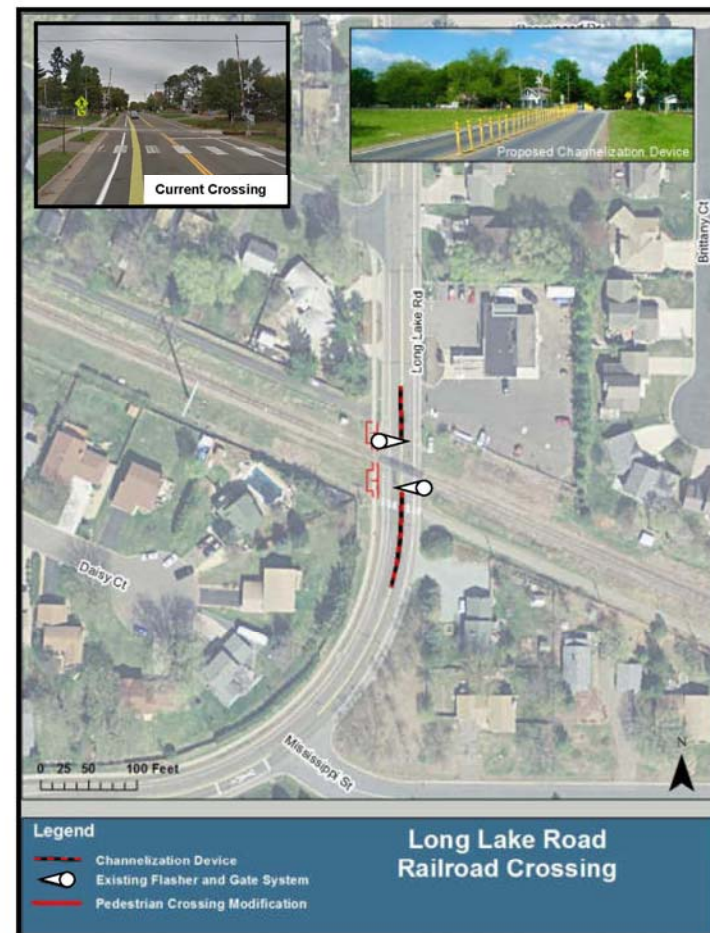 Current Crossing
Proposed Channelization Device
Brittany Ct
Long Lake Rd
Daisy Ct
Mississippi St
0 25 50 100 Feet
N
Legend
Channelization Device
Existing Flasher and Gate System
Pedestrian Crossing Modification
Long Lake Road
Railroad Crossing